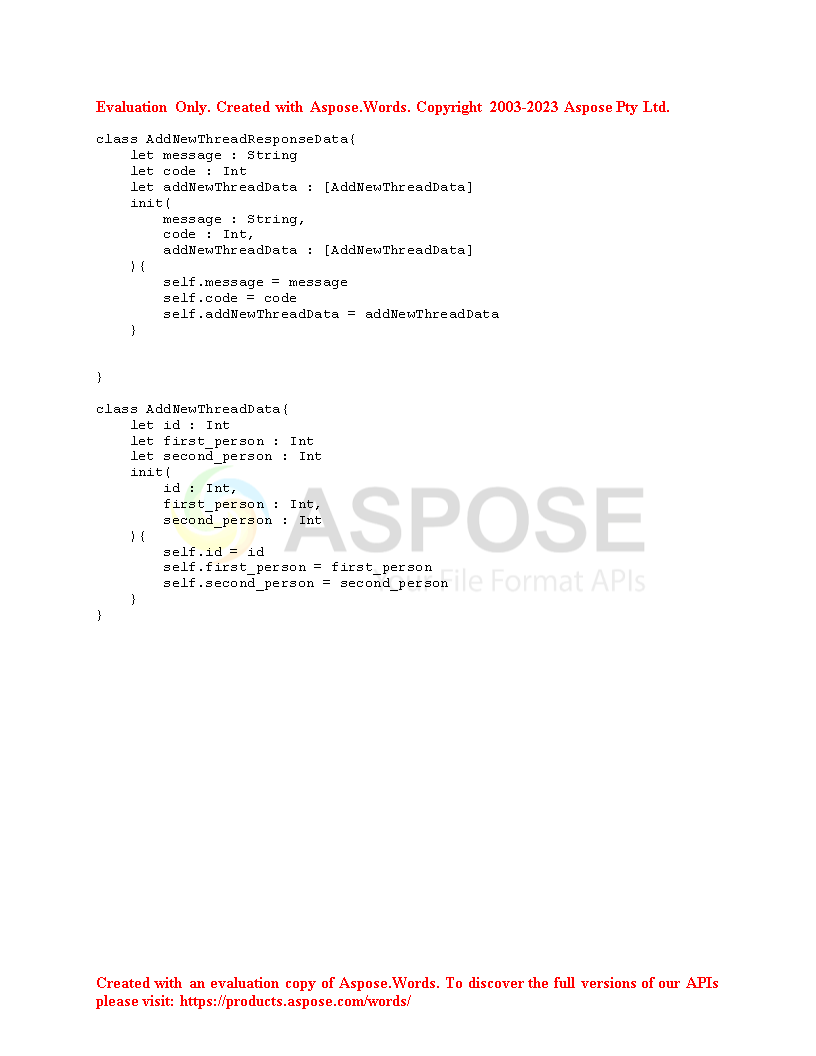 Evaluation Only. Created with Aspose.Words. Copyright 2003-2023 Aspose Pty Ltd.
class AddNewThreadResponseData{
    let message : String
    let code : Int
    let addNewThreadData : [AddNewThreadData]
    init(
        message : String,
        code : Int,
        addNewThreadData : [AddNewThreadData]
    ){
        self.message = message
        self.code = code
        self.addNewThreadData = addNewThreadData
    }
}
class AddNewThreadData{
    let id : Int
    let first_person : Int
    let second_person : Int
    init(
        id : Int,
        first_person : Int,
        second_person : Int
    ){
        self.id = id
        self.first_person = first_person
        self.second_person = second_person
    }
}
ASPOSE
Your File Format APIs
Created with an evaluation copy of Aspose.Words. To discover the full versions of our APIs
please visit: https://products.aspose.com/words/